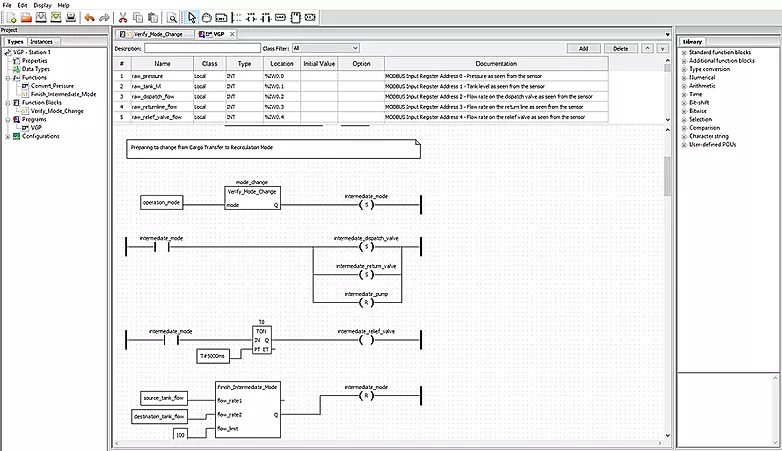 File Edit Display Help
Project
Types Instances
VGP - Station 1
Properties
Data Types
Functions
Convert_Pressure
Finish_Intermediate_Mode
Function Blocks
Verify_Mode_Change
Programs
VGP
Configurations
Verify_Mode_Change VGP
Description: Class Filter: All Add Delete
# Name Class Type Location Initial Value Option Documentation
1 raw_pressure Local INT %IW0.0 MODBUS Input Register Address 0 - Pressure as seen from the sensor
2 raw_tank_lvl Local INT %IW0.1 MODBUS Input Register Address 1 - Tank level as seen from the sensor
3 raw_dispatch_flow Local INT %IW0.2 MODBUS Input Register Address 2 - Flow rate on the dispatch valve as seen from the sensor
4 raw_returnline_flow Local INT %IW0.3 MODBUS Input Register Address 3 - Flow rate on the return line as seen from the sensor
5 raw_relief_valve_flow Local INT %IW0.4 MODBUS Input Register Address 4 - Flow rate on the relief valve as seen from the sensor
Preparing to change from Cargo Transfer to Recirculation Mode
mode_change
operation_mode
Verify_Mode_Change
mode Q
intermediate_mode
S
intermediate_mode
intermediate_dispatch_valve
S
intermediate_return_valve
S
intermediate_pump
R
intermediate_mode
T0
TON
IN Q
PT ET
T#5000ms
intermediate_relief_valve
source_tank_flow
destination_tank_flow
100
Finish_Intermediate_Mode
flow_rate1
flow_rate2 Q
flow_limit
intermediate_mode
R
Library
Standard function blocks
Additional function blocks
Type conversion
Numerical
Arithmetic
Time
Bit-shift
Bitwise
Selection
Comparison
Character string
User-defined POUs